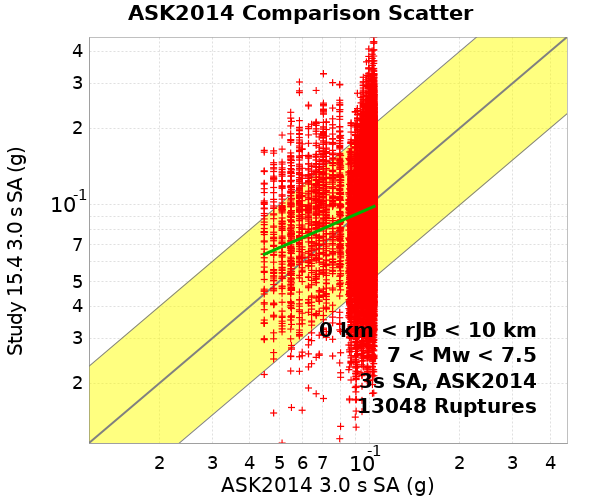 ASK2014 Comparison Scatter
4
3
2
10-1
7
5
4
3
2
Study 15.4 3.0 s SA (g)
0 km < rJB < 10 km
7 < Mw < 7.5
3s SA, ASK2014
13048 Ruptures
2 3 4 5 6 7 10-1 2 3 4
ASK2014 3.0 s SA (g)